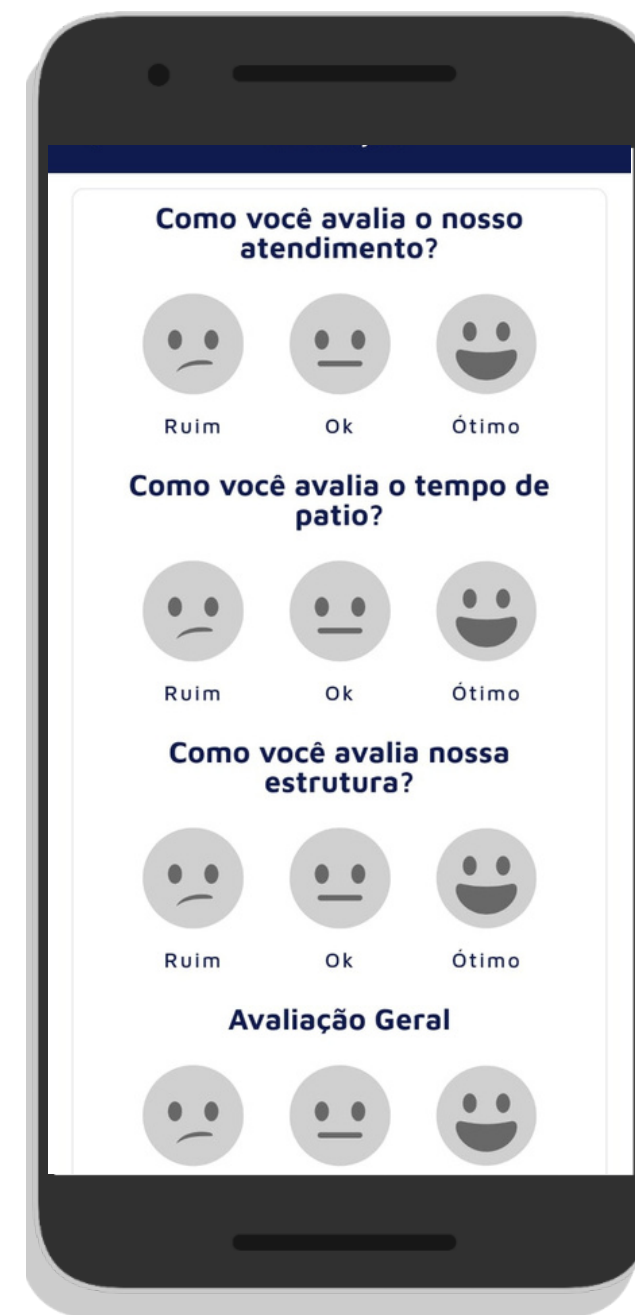 Como você avalia o nosso
atendimento?
Ruim Ok Ótimo
Como você avalia o tempo de
patio?
Ruim Ok Ótimo
Como você avalia nossa
estrutura?
Ruim Ok Ótimo
Avaliação Geral